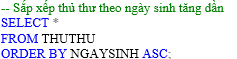 -- Sắp xếp thủ thư theo ngày sinh tăng dần
SELECT *
FROM THUTHU
ORDER BY NGAYSINH ASC;